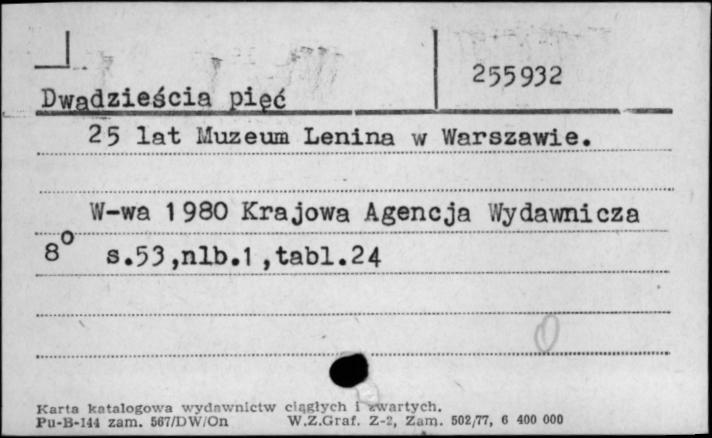 255932
Dwadzieścia pięć
25 lat Muzeum Lenina w Warszawie.
W-wa 1980 Krajowa Agencja Wydawnicza
8° s.53,nlb.1,tabl.24
Karta katalogowa wydawnictw ciągłych i zwartych.
Pu-B-144 zam. 567/DW/On W.Z.Graf. Z-2, Zam. 502/77, 6 400 000